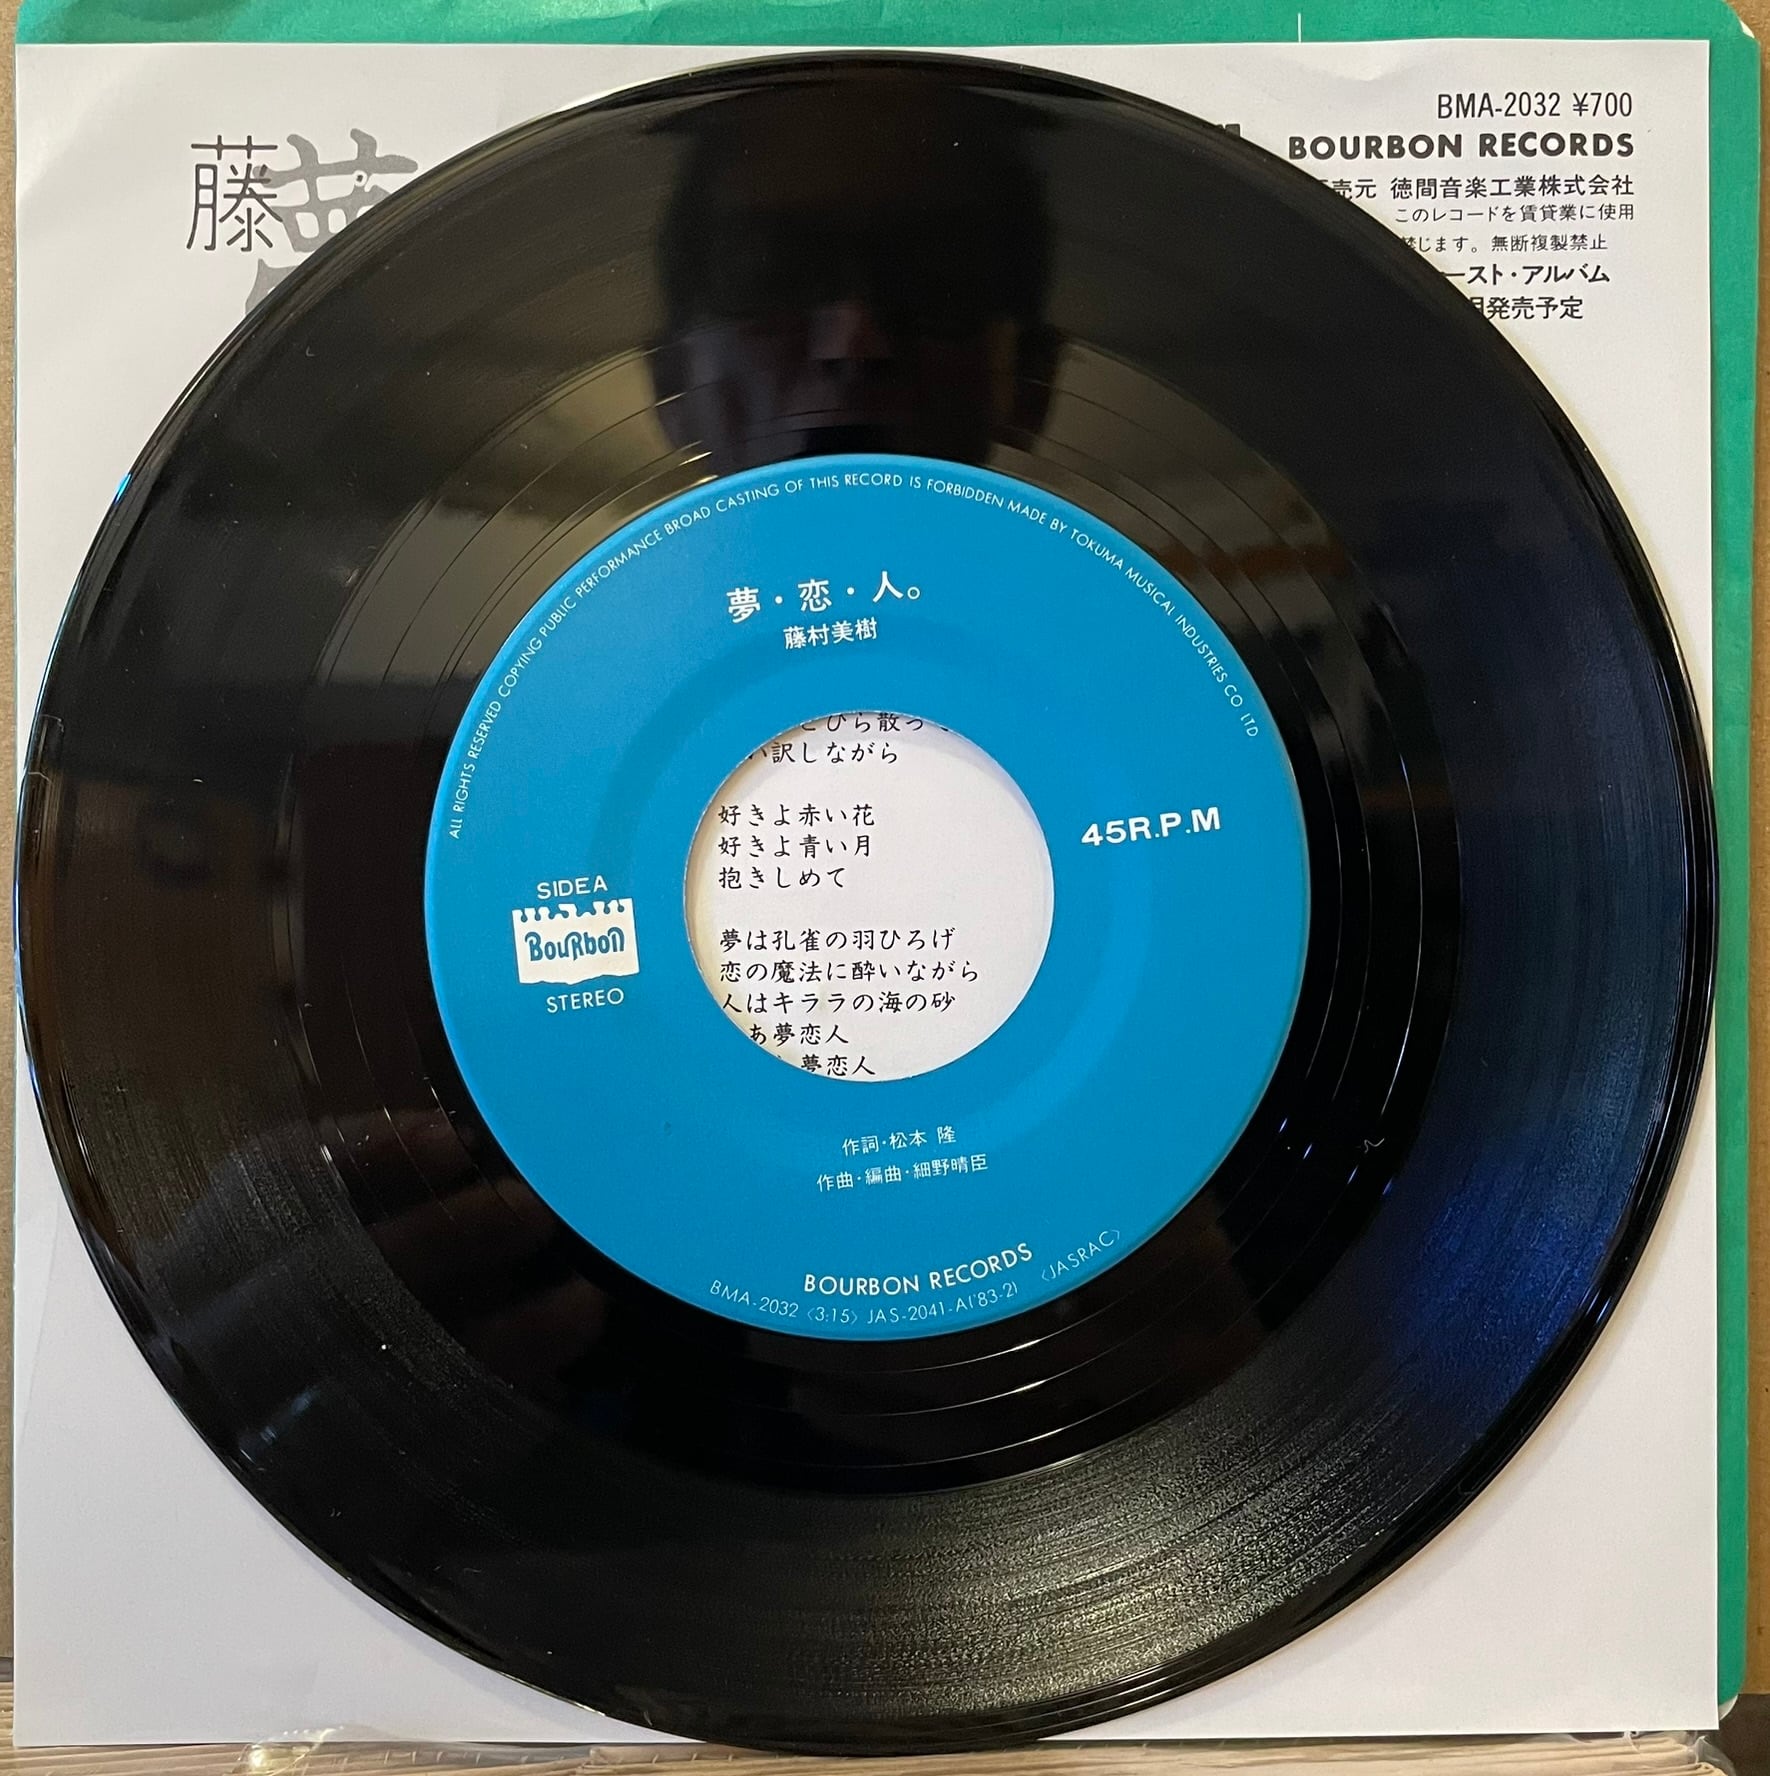 BMA-2032 ¥700
BOURBON RECORDS
売元 徳間音楽工業株式会社
このレコードを賃貸業に使用
禁じます。無断複製禁止
ースト・アルバム
月発売予定
藤
ALL RIGHTS RESERVED COPYING PUBLIC PERFORMANCE BROAD CASTING OF THIS RECORD IS FORBIDDEN MADE BY TOKUMA MUSICAL INDUSTRIES CO LTD
夢・恋・人。
藤村美樹
ひら散っ
訳しながら
好きよ赤い花
好きよ青い月
抱きしめて
夢は孔雀の羽ひろげ
恋の魔法に酔いながら
人はキララの海の砂
あ夢恋人
夢恋人
45R.P.M
SIDE A
BouRbon
STEREO
作詞・松本 隆
作曲・編曲・細野晴臣
BOURBON RECORDS
BMA-2032 〈3:15〉 JAS-2041-A('83-2) 〈JASRAC〉